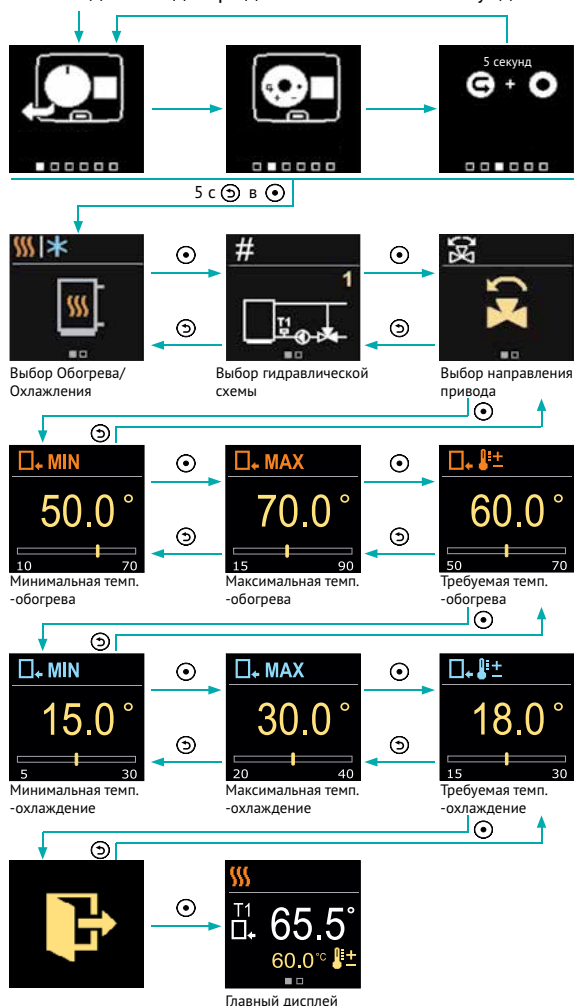 5 секунд
+
5 с в
#
1
T1
Выбор Обогрева/
Охлажления
Выбор гидравлической
схемы
Выбор направления
привода
MIN
50.0°
10 70
Минимальная темп.
-обогрева
MAX
70.0°
15 90
Максимальная темп.
-обогрева
60.0°
50 70
Требуемая темп.
-обогрева
MIN
15.0°
5 30
Минимальная темп.
-охлаждение
MAX
30.0°
20 40
Максимальная темп.
-охлаждение
18.0°
15 30
Требуемая темп.
-охлаждение
T1
65.5°
60.0°C
Главный дисплей